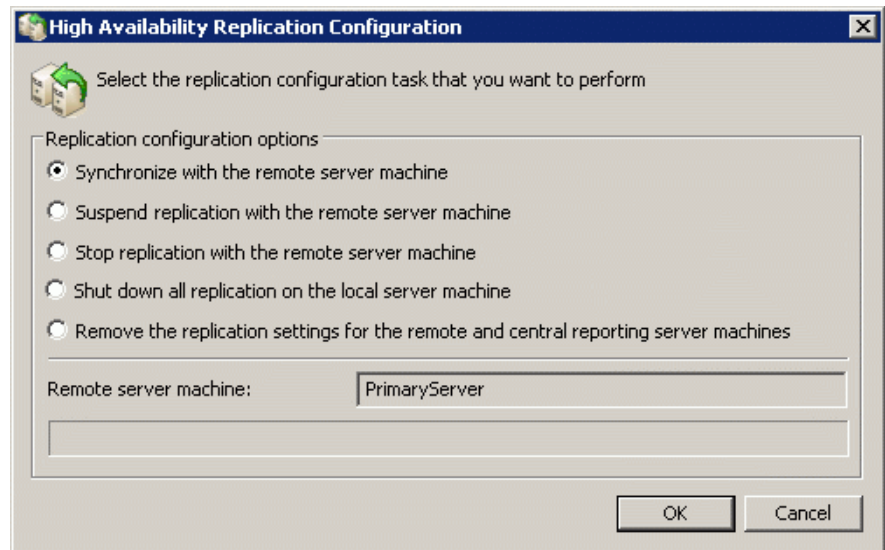 High Availability Replication Configuration
Select the replication configuration task that you want to perform
Replication configuration options
Synchronize with the remote server machine
Suspend replication with the remote server machine
Stop replication with the remote server machine
Shut down all replication on the local server machine
Remove the replication settings for the remote and central reporting server machines
Remote server machine: PrimaryServer
OK Cancel